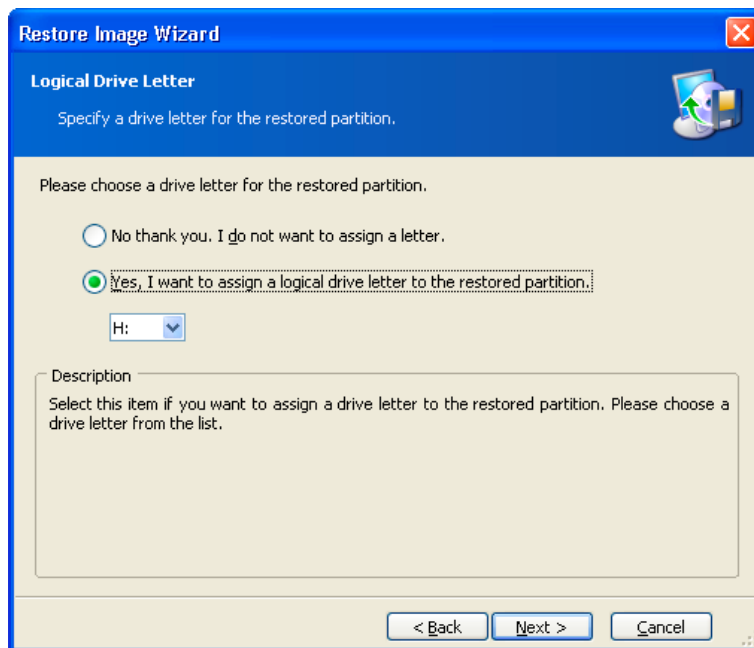 Restore Image Wizard
Logical Drive Letter
Specify a drive letter for the restored partition.
Please choose a drive letter for the restored partition.
No thank you. I do not want to assign a letter.
Yes, I want to assign a logical drive letter to the restored partition.
H:
Description
Select this item if you want to assign a drive letter to the restored partition. Please choose a
drive letter from the list.
< Back Next > Cancel